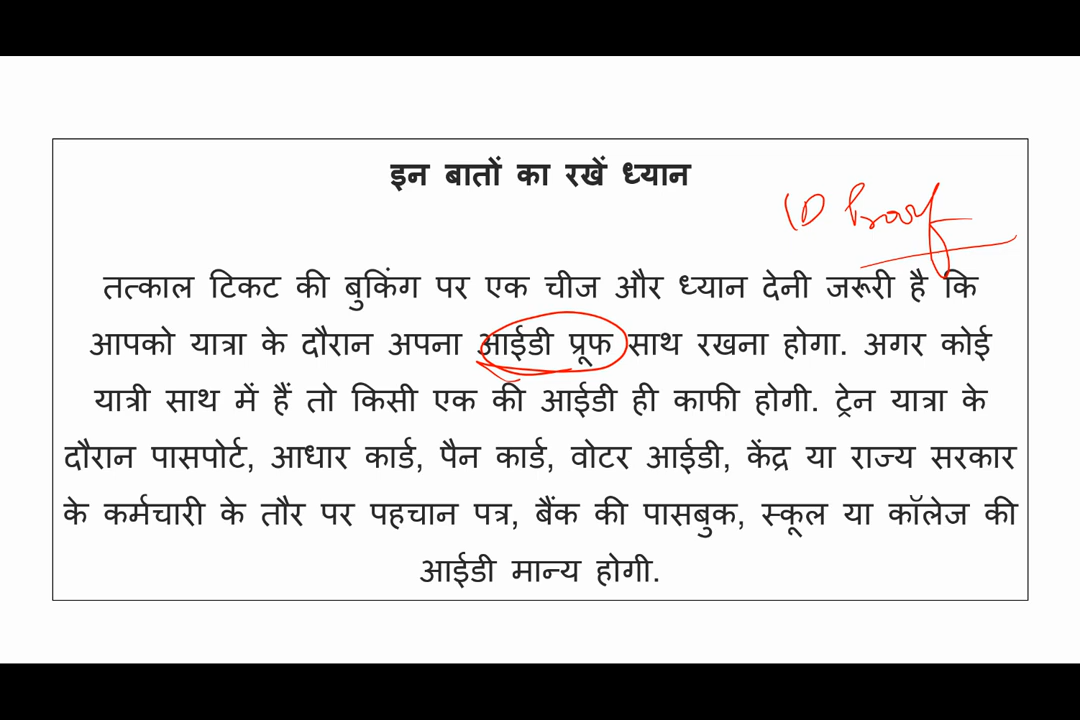 इन बातों का रखें ध्यान
ID Proof
तत्काल टिकट की बुकिंग पर एक चीज और ध्यान देनी जरूरी है कि
आपको यात्रा के दौरान अपना आईडी प्रूफ साथ रखना होगा. अगर कोई
यात्री साथ में हैं तो किसी एक की आईडी ही काफी होगी. ट्रेन यात्रा के
दौरान पासपोर्ट, आधार कार्ड, पैन कार्ड, वोटर आईडी, केंद्र या राज्य सरकार
के कर्मचारी के तौर पर पहचान पत्र, बैंक की पासबुक, स्कूल या कॉलेज की
आईडी मान्य होगी.